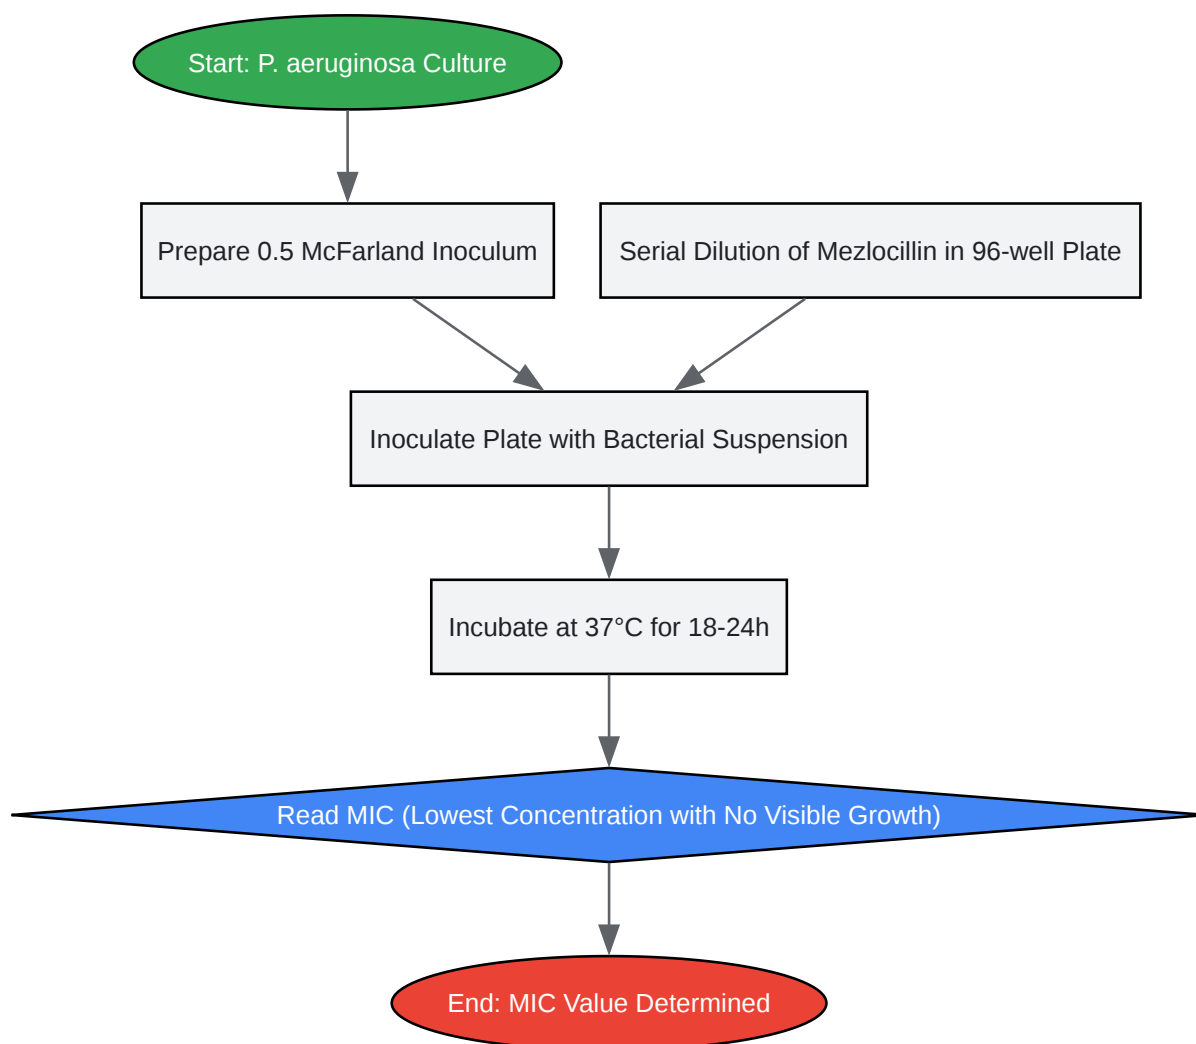 Start: P. aeruginosa Culture
Prepare 0.5 McFarland Inoculum
Serial Dilution of Mezlocillin in 96-well Plate
Inoculate Plate with Bacterial Suspension
Incubate at 37°C for 18-24h
Read MIC (Lowest Concentration with No Visible Growth)
End: MIC Value Determined